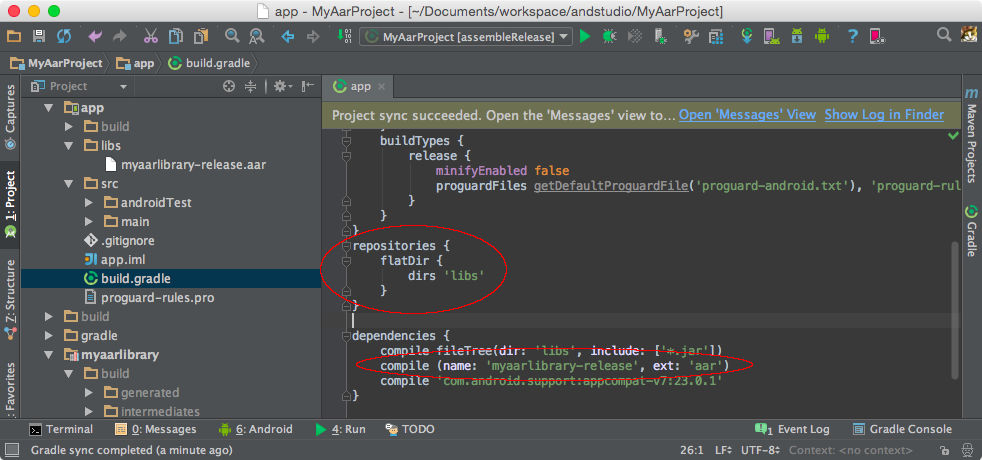 app - MyAarProject - [~/Documents/workspace/andstudio/MyAarProject]
MyAarProject [assembleRelease]
MyAarProject app build.gradle
Captures
1: Project
Z: Structure
Favorites
Project
app
build
libs
myaarlibrary-release.aar
src
androidTest
main
.gitignore
app.iml
build.gradle
proguard-rules.pro
build
gradle
myaarlibrary
build
generated
intermediates
app
Project sync succeeded. Open the 'Messages' view to... Open 'Messages' View Show Log in Finder
buildTypes {
release {
minifyEnabled false
proguardFiles getDefaultProguardFile('proguard-android.txt'), 'proguard-rul
}
}
}
repositories {
flatDir {
dirs 'libs'
}
}
dependencies {
compile fileTree(dir: 'libs', include: ['*.jar'])
compile (name: 'myaarlibrary-release', ext: 'aar')
compile 'com.android.support:appcompat-v7:23.0.1'
}
m
Maven Projects
Gradle
Terminal 0: Messages 6: Android 4: Run TODO 1 Event Log Gradle Console
Gradle sync completed (a minute ago) 26:1 LF UTF-8 Context: <no context>